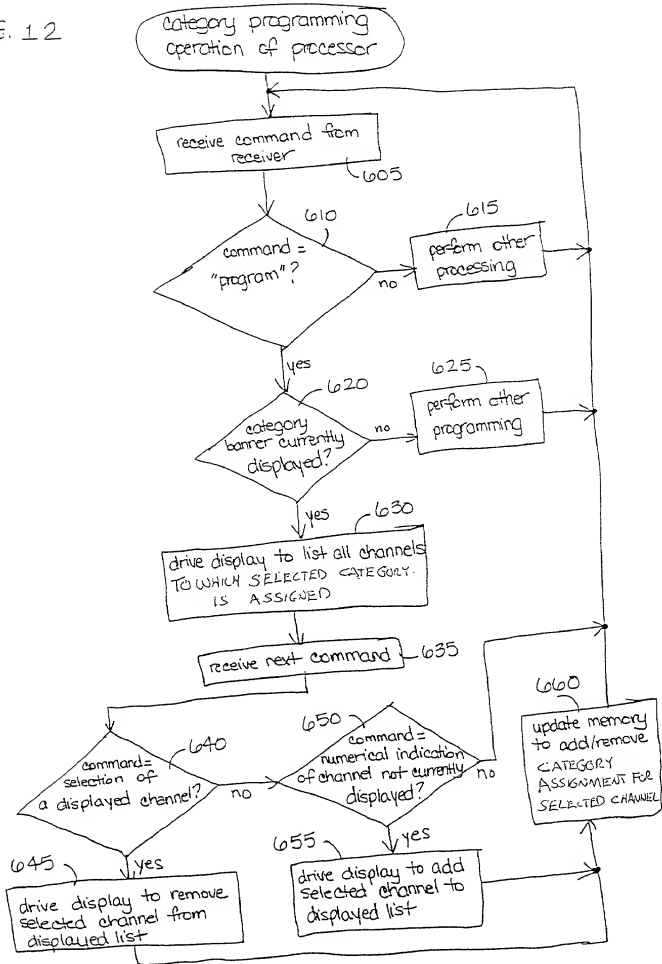 E. 12
category programming
operation of processor
receive command from
receiver
605
610
command =
"program"?
no
615
perform other
processing
yes
620
category
banner currently
displayed?
no
625
perform other
programming
yes
630
drive display to list all channels
TO WHICH SELECTED CATEGORY.
IS ASSIGNED
receive next command
635
640
command=
selection of
a displayed channel?
no
650
command=
numerical indication
of channel not currently
displayed?
no
660
update memory
to add/remove
CATEGORY
ASSIGNMENT FOR
SELECTED CHANNEL
645
yes
drive display to remove
selected channel from
displayed list
655
yes
drive display to add
selected channel to
displayed list